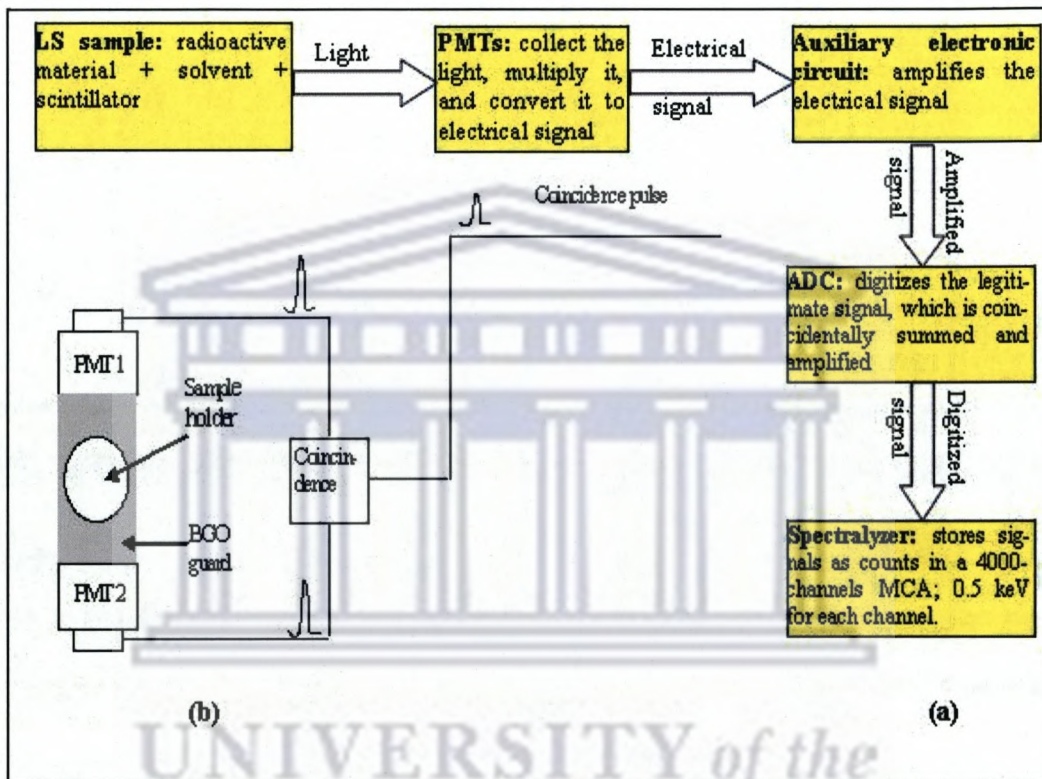 LS sample: radioactive
material + solvent +
scintillator
Light
PMTs: collect the
light, multiply it,
and convert it to
electrical signal
Electrical
signal
Auxiliary electronic
circuit: amplifies the
electrical signal
Amplified
signal
ADC: digitizes the legiti-
mate signal, which is coin-
cidentally summed and
amplified
Digitized
signal
Spectralyzer: stores sig-
nals as counts in a 4000-
channels MCA; 0.5 keV
for each channel.
(a)
Coincidence pulse
PMT1
Sample
holder
Coincin-
dence
BGO
guard
PMT2
(b)
UNIVERSITY of the